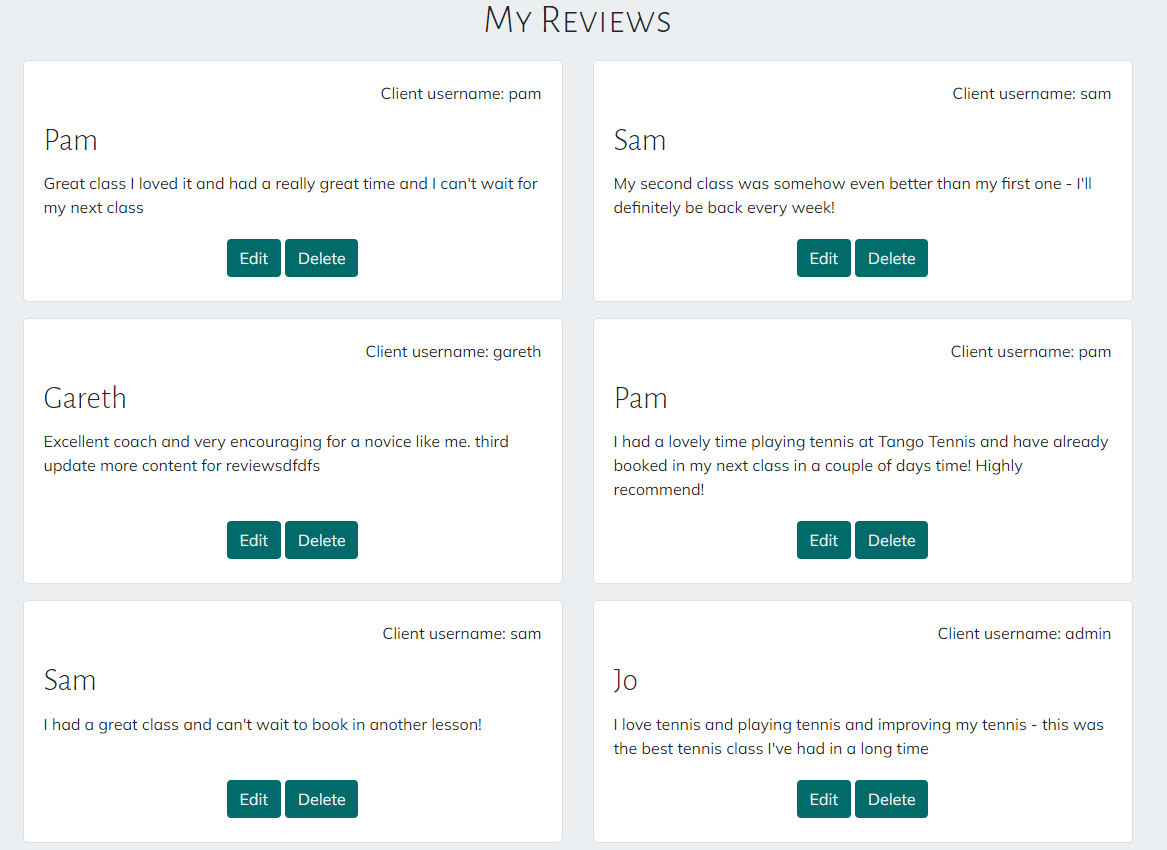 My Reviews
Client username: pam
Pam
Great class I loved it and had a really great time and I can't wait for
my next class
Edit Delete
Client username: sam
Sam
My second class was somehow even better than my first one - I'll
definitely be back every week!
Edit Delete
Client username: gareth
Gareth
Excellent coach and very encouraging for a novice like me. third
update more content for reviewsdfdfs
Edit Delete
Client username: pam
Pam
I had a lovely time playing tennis at Tango Tennis and have already
booked in my next class in a couple of days time! Highly
recommend!
Edit Delete
Client username: sam
Sam
I had a great class and can't wait to book in another lesson!
Edit Delete
Client username: admin
Jo
I love tennis and playing tennis and improving my tennis - this was
the best tennis class I've had in a long time
Edit Delete